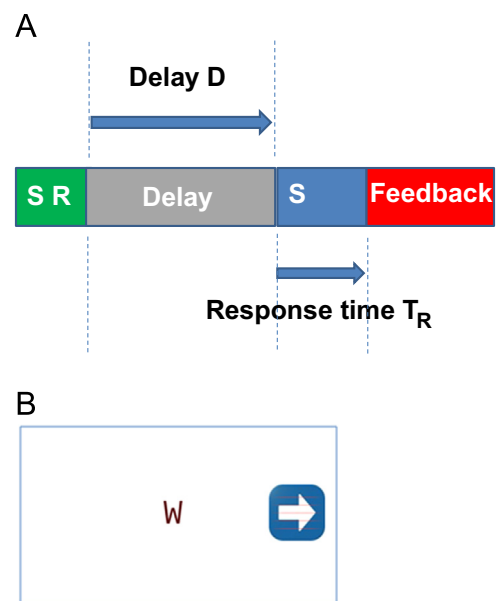 A
Delay D
S R
Delay
S
Feedback
Response time TR
B
W